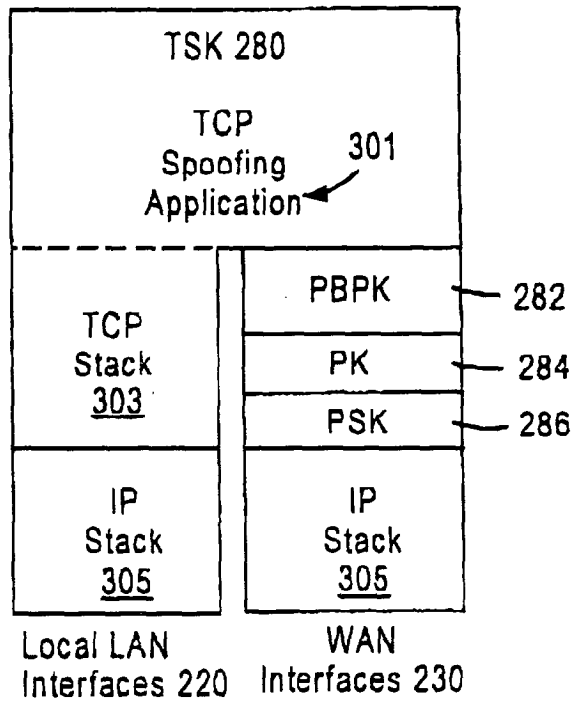 TSK 280
TCP
Spoofing
Application
301
TCP
Stack
303
IP
Stack
305
PBPK
282
PK
284
PSK
286
IP
Stack
305
Local LAN
Interfaces 220
WAN
Interfaces 230